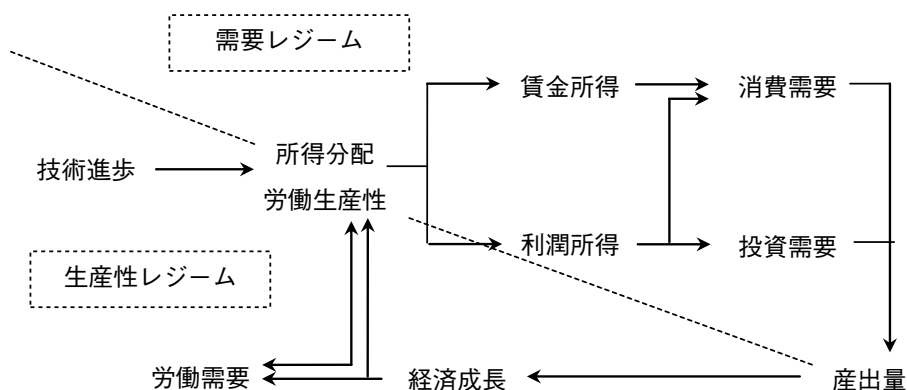 需要レジーム
賃金所得
消費需要
所得分配
技術進歩
労働生産性
利潤所得
投資需要
生産性レジーム
労働需要
経済成長
産出量